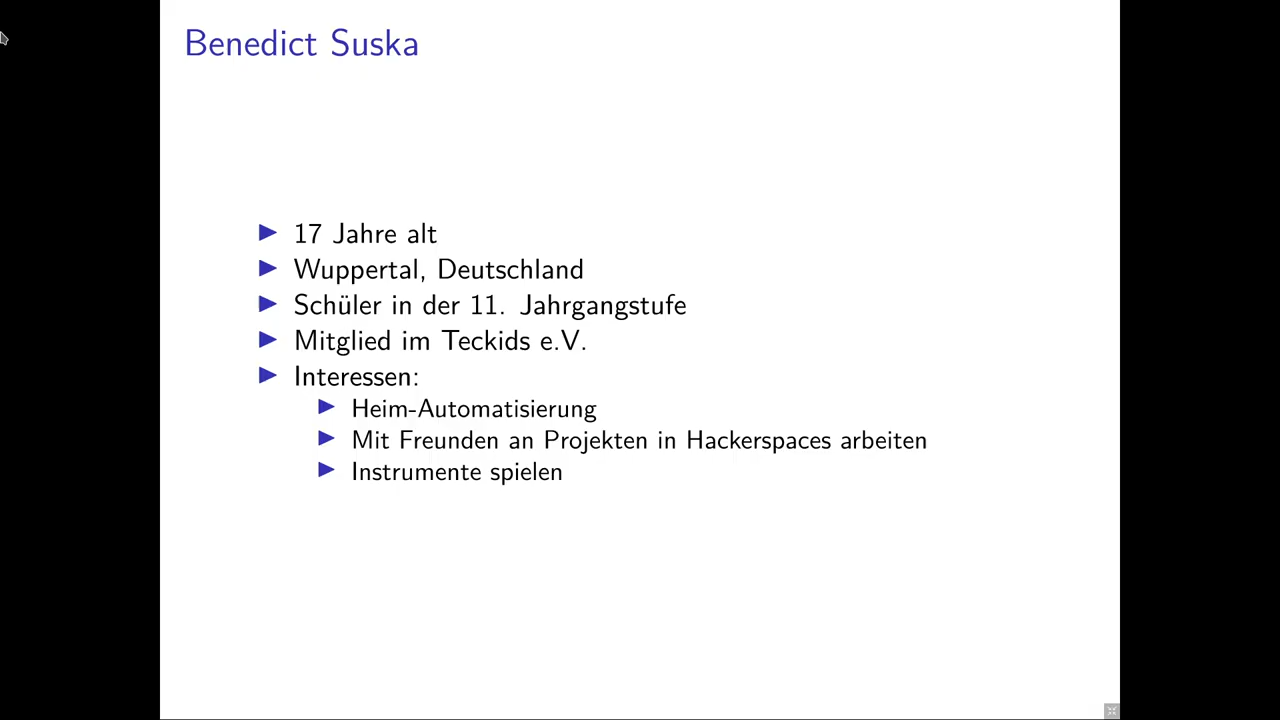 Benedict Suska
17 Jahre alt
Wuppertal, Deutschland
Schüler in der 11. Jahrgangstufe
Mitglied im Teckids e.V.
Interessen:
Heim-Automatisierung
Mit Freunden an Projekten in Hackerspaces arbeiten
Instrumente spielen